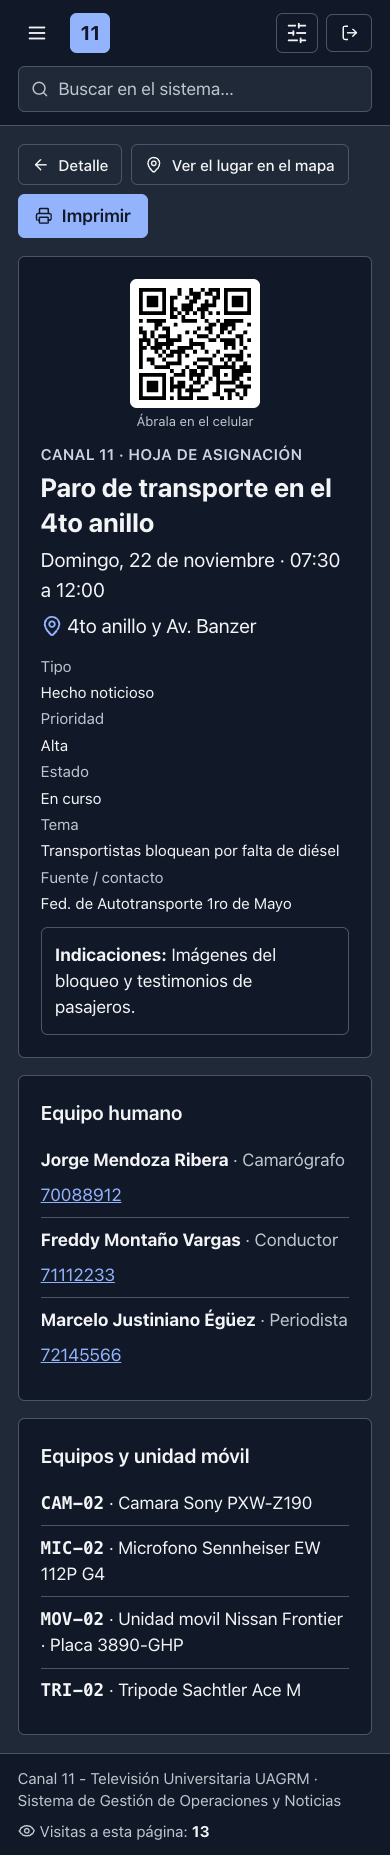 11
Buscar en el sistema...
Detalle
Ver el lugar en el mapa
Imprimir
Ábrala en el celular
CANAL 11 · HOJA DE ASIGNACIÓN
Paro de transporte en el
4to anillo
Domingo, 22 de noviembre · 07:30
a 12:00
4to anillo y Av. Banzer
Tipo
Hecho noticioso
Prioridad
Alta
Estado
En curso
Tema
Transportistas bloquean por falta de diésel
Fuente / contacto
Fed. de Autotransporte 1ro de Mayo
Indicaciones: Imágenes del
bloqueo y testimonios de
pasajeros.
Equipo humano
Jorge Mendoza Ribera · Camarógrafo
70088912
Freddy Montaño Vargas · Conductor
71112233
Marcelo Justiniano Égüez · Periodista
72145566
Equipos y unidad móvil
CAM-02 · Camara Sony PXW-Z190
MIC-02 · Microfono Sennheiser EW
112P G4
MOV-02 · Unidad movil Nissan Frontier
· Placa 3890-GHP
TRI-02 · Tripode Sachtler Ace M
Canal 11 - Televisión Universitaria UAGRM ·
Sistema de Gestión de Operaciones y Noticias
Visitas a esta página: 13